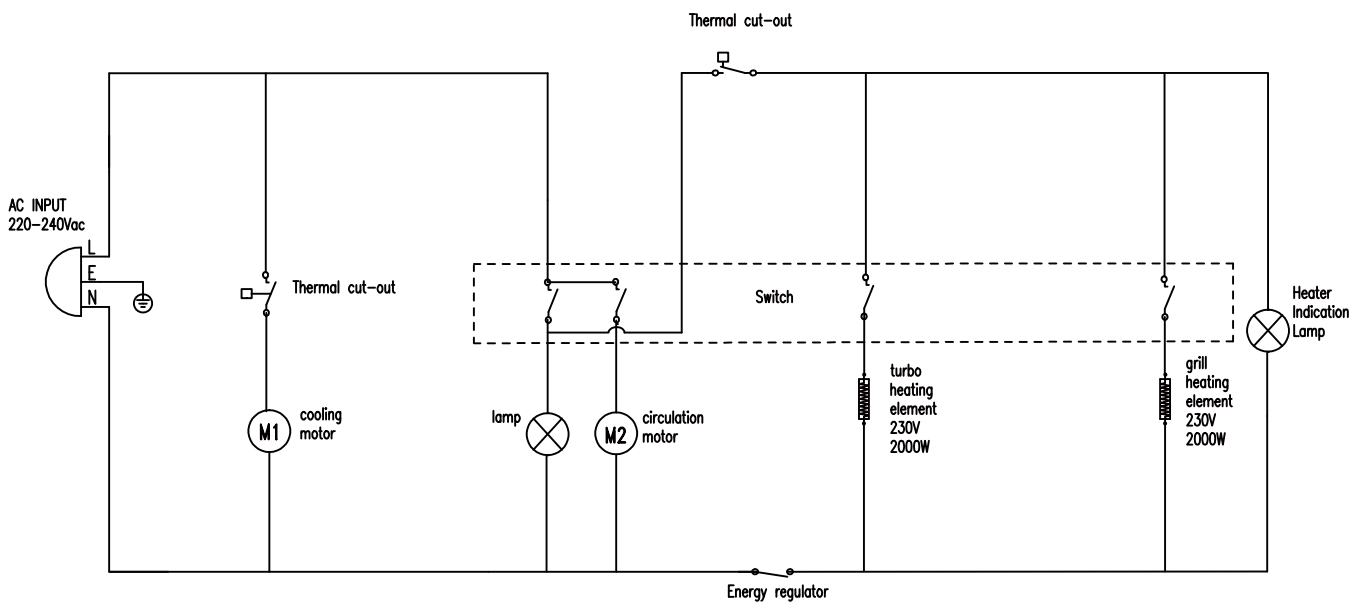 Thermal cut-out
AC INPUT
220-240Vac
L
E
N
Thermal cut-out
Switch
Heater
Indication
Lamp
M1
cooling
motor
lamp
M2
circulation
motor
turbo
heating
element
230V
2000W
grill
heating
element
230V
2000W
Energy regulator